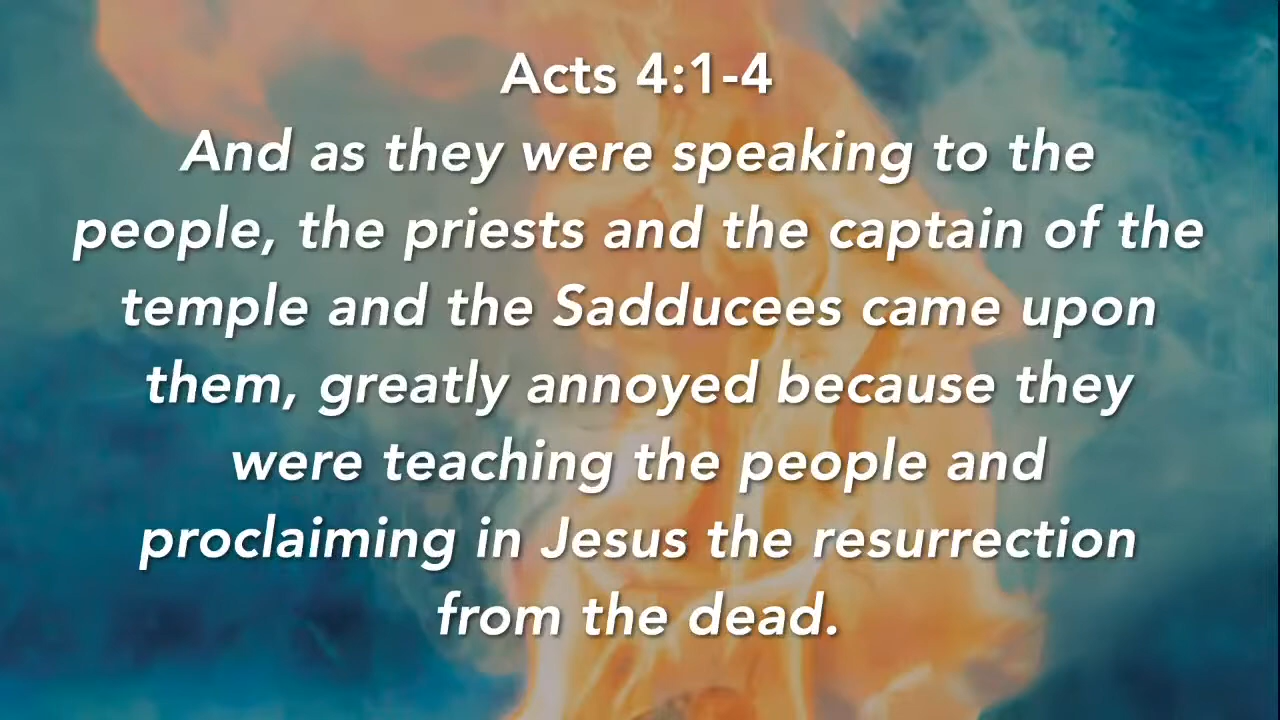 Acts 4:1-4
And as they were speaking to the
people, the priests and the captain of the
temple and the Sadducees came upon
them, greatly annoyed because they
were teaching the people and
proclaiming in Jesus the resurrection
from the dead.